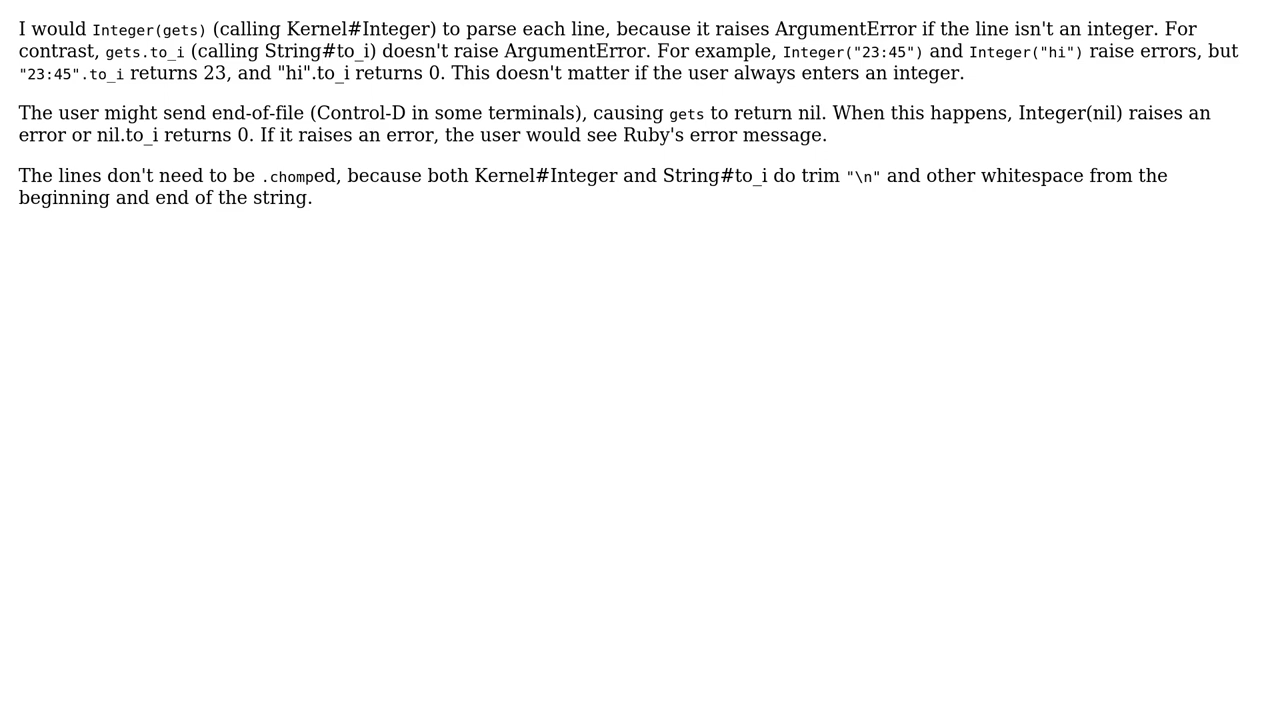 I would Integer(gets) (calling Kernel#Integer) to parse each line, because it raises ArgumentError if the line isn't an integer. For
contrast, gets.to_i (calling String#to_i) doesn't raise ArgumentError. For example, Integer("23:45") and Integer("hi") raise errors, but
"23:45".to_i returns 23, and "hi".to_i returns 0. This doesn't matter if the user always enters an integer.
The user might send end-of-file (Control-D in some terminals), causing gets to return nil. When this happens, Integer(nil) raises an
error or nil.to_i returns 0. If it raises an error, the user would see Ruby's error message.
The lines don't need to be .chomped, because both Kernel#Integer and String#to_i do trim "\n" and other whitespace from the
beginning and end of the string.